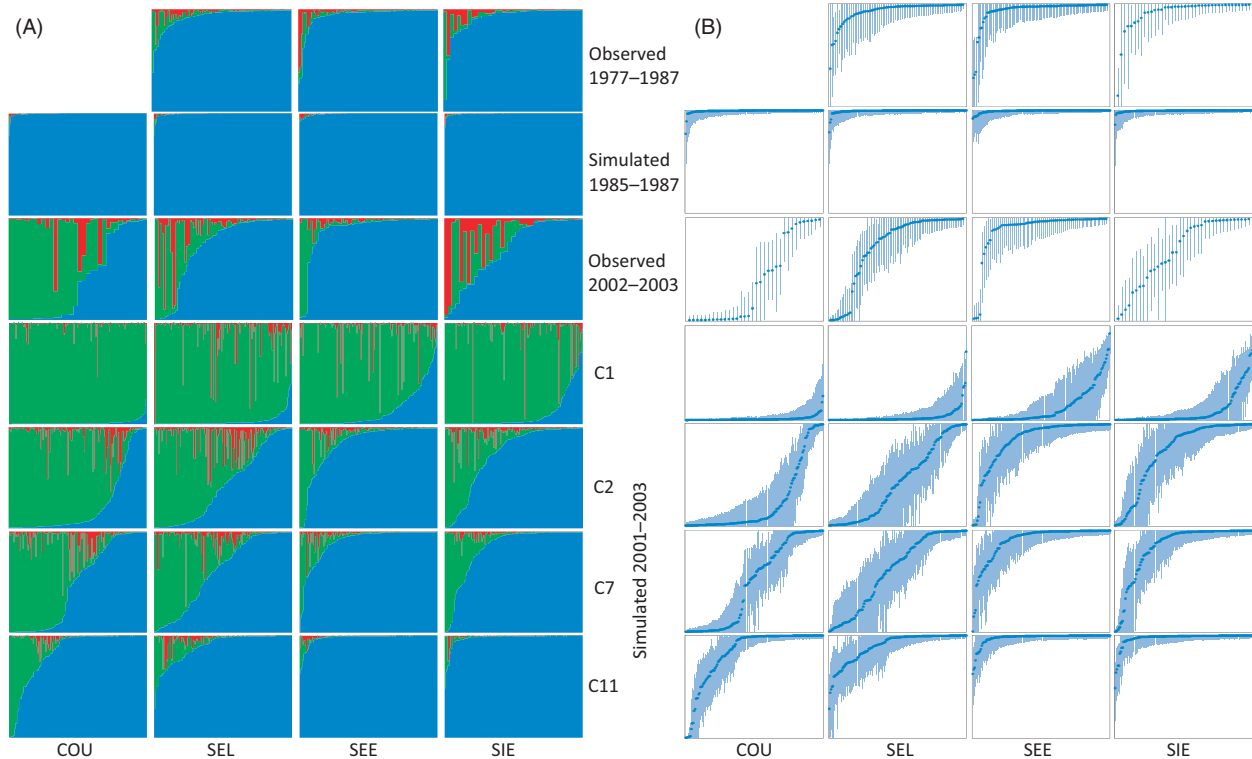 (A)
(B)
Observed
1977–1987
Simulated
1985–1987
Observed
2002–2003
C1
C2
C7
C11
Simulated 2001–2003
COU
SEL
SEE
SIE
COU
SEL
SEE
SIE